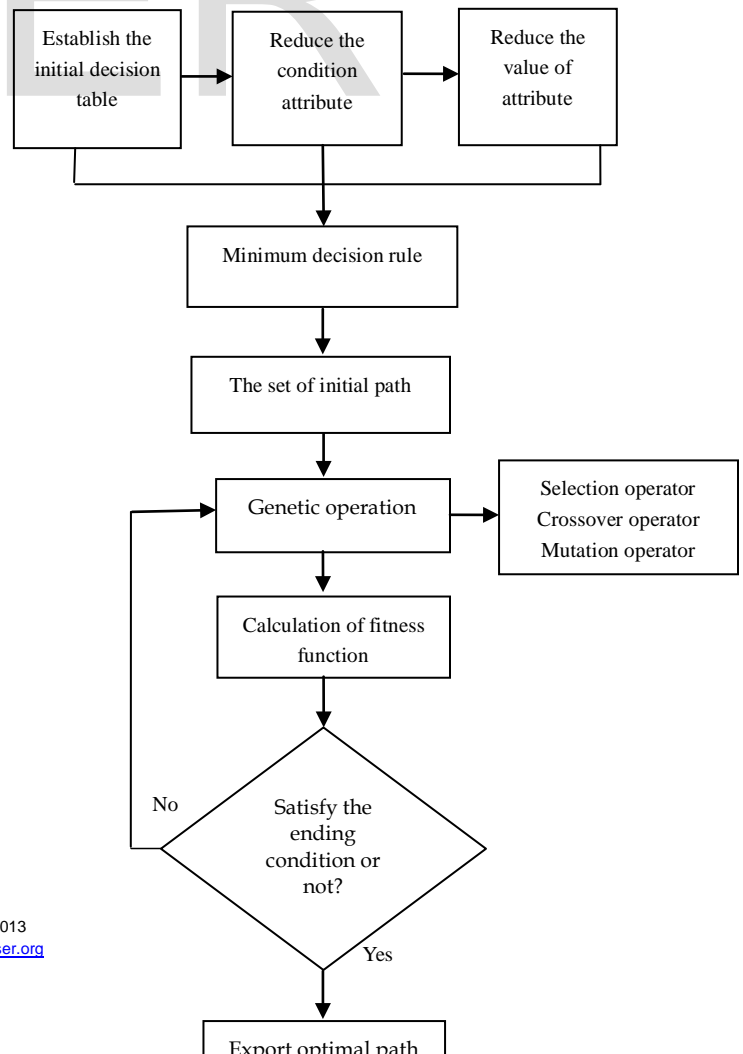 Establish the
initial decision
table
Reduce the
condition
attribute
Reduce the
value of
attribute
Minimum decision rule
The set of initial path
Genetic operation
Selection operator
Crossover operator
Mutation operator
Calculation of fitness
function
No
Satisfy the
ending
condition or
not?
013
ser.org
Yes
Export optimal path